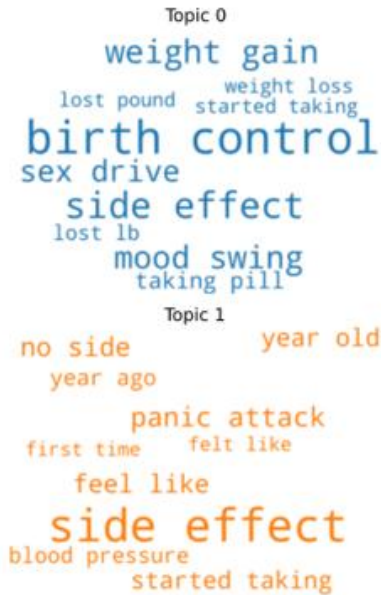 Topic 0
weight gain
weight loss
lost pound
started taking
birth control
sex drive
side effect
lost lb
mood swing
taking pill
Topic 1
year old
no side
year ago
panic attack
first time
felt like
feel like
side effect
blood pressure
started taking